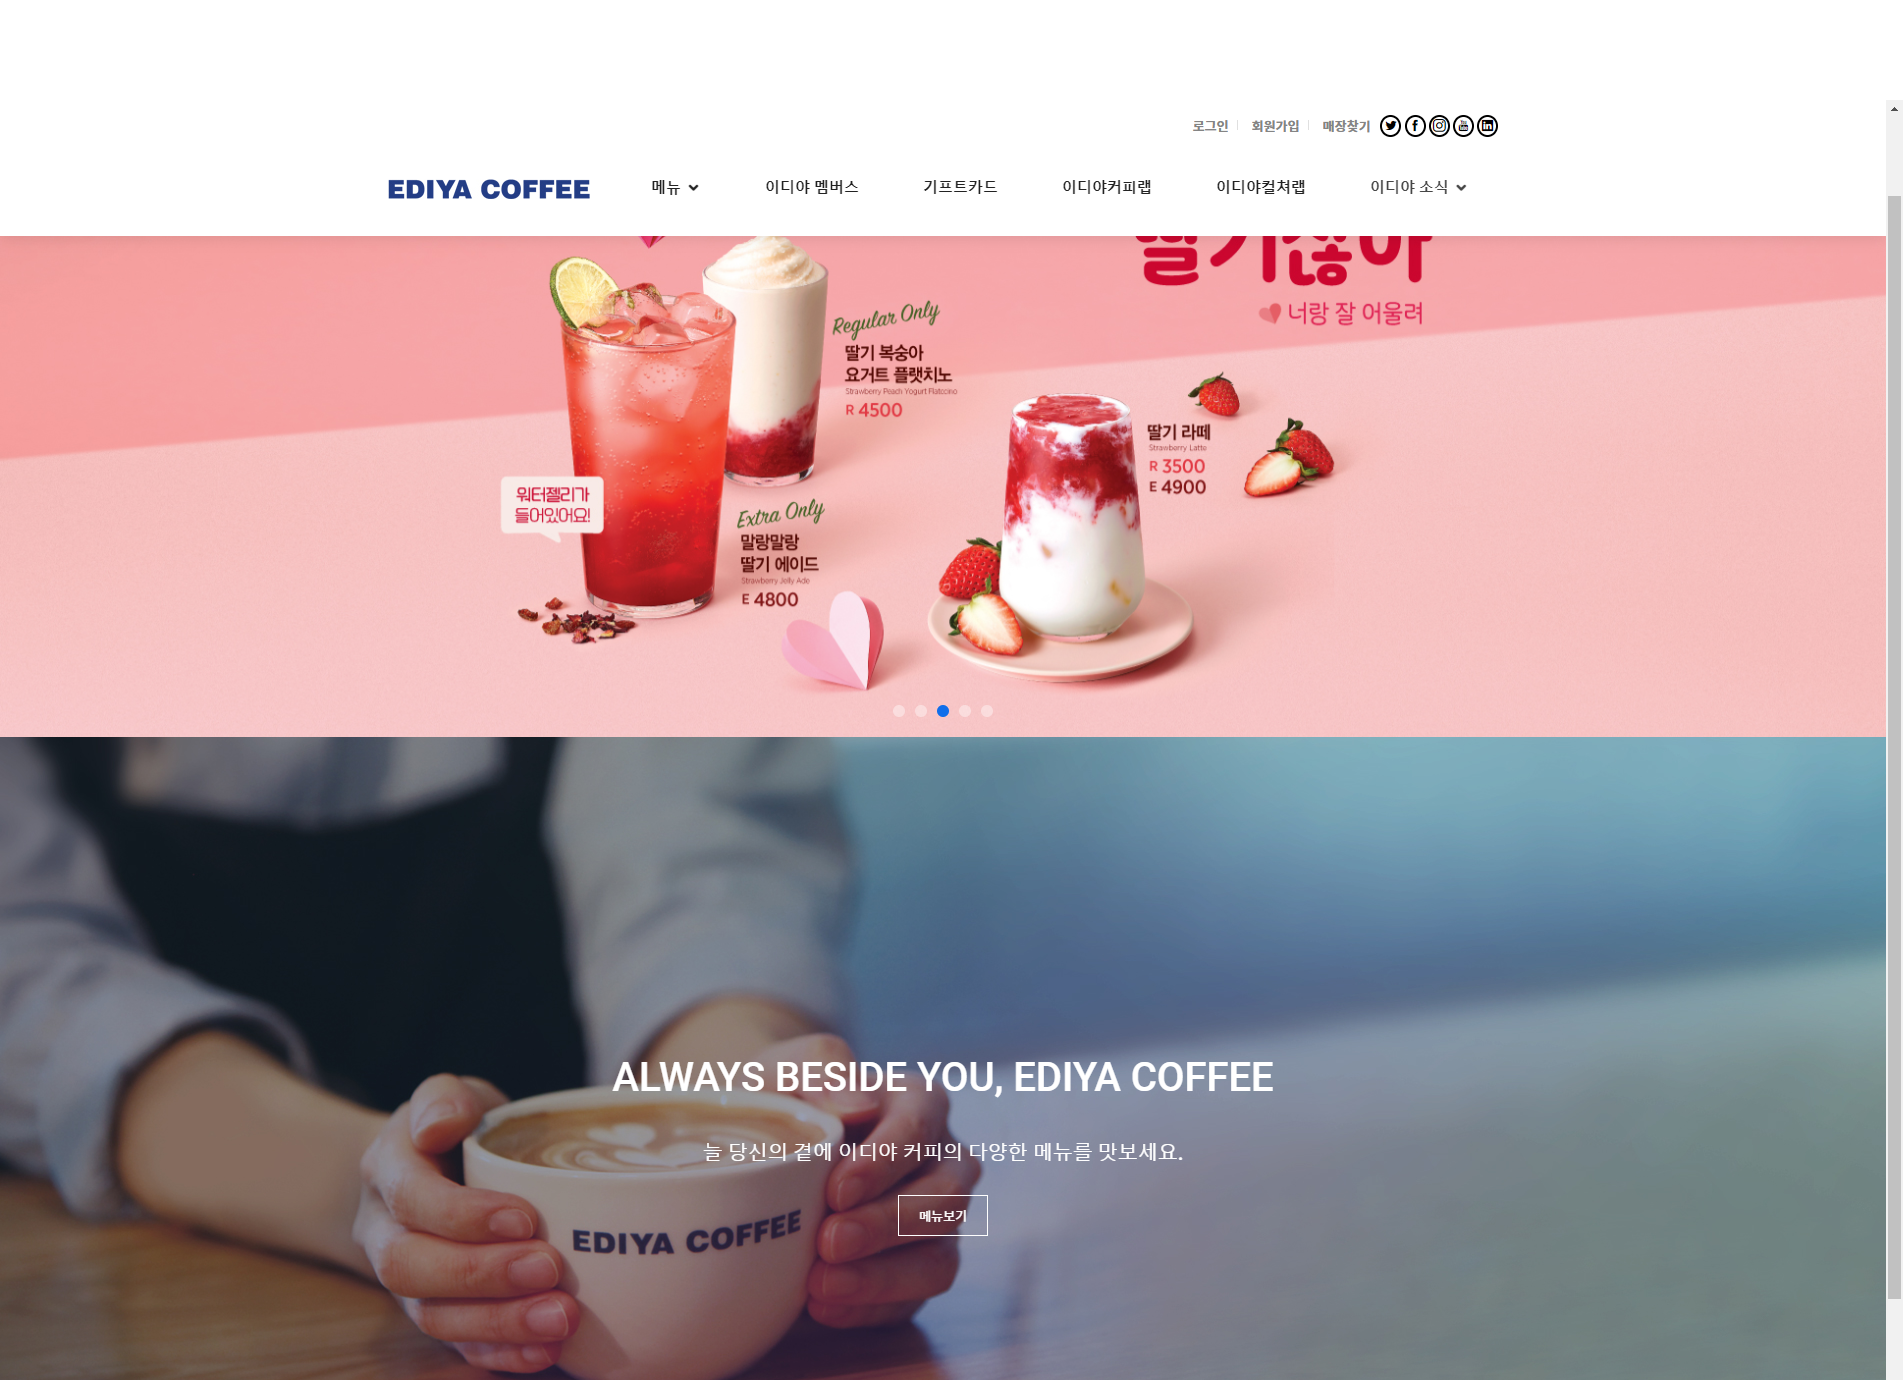 로그인
회원가입
매장찾기
EDIYA COFFEE
메뉴
이디야 멤버스
기프트카드
이디야커피랩
이디야컬쳐랩
이디야 소식
딸기잖아
너랑 잘 어울려
Regular Only
딸기 복숭아
요거트 플랫치노
Strawberry Peach Yogurt Flatccino
R 4500
딸기 라떼
Strawberry Latte
R 3500
E 4900
워터젤리가
들어있어요!
Extra Only
말랑말랑
딸기 에이드
Strawberry Jelly Ade
E 4800
ALWAYS BESIDE YOU, EDIYA COFFEE
늘 당신의 곁에 이디야 커피의 다양한 메뉴를 맛보세요.
메뉴보기
EDIYA COFFEE